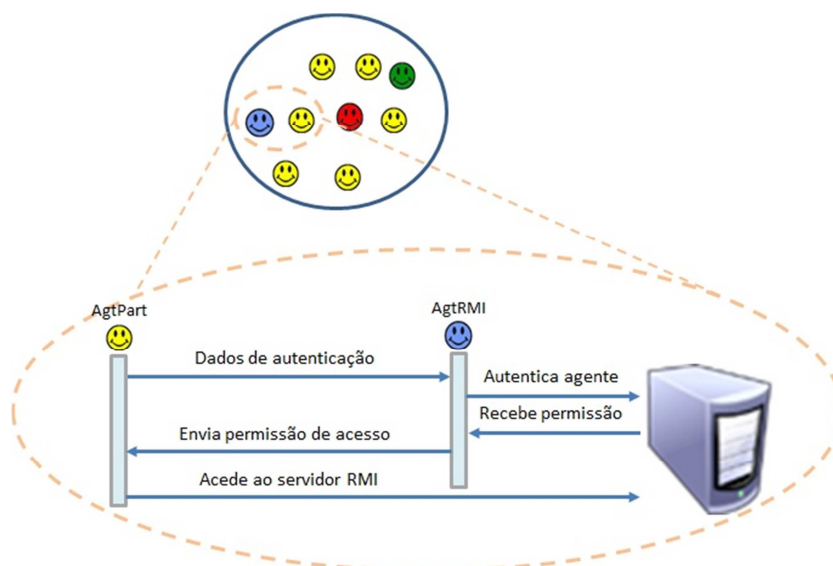 AgtPart
AgtRMI
Dados de autenticação
Autentica agente
Recebe permissão
Envia permissão de acesso
Acede ao servidor RMI